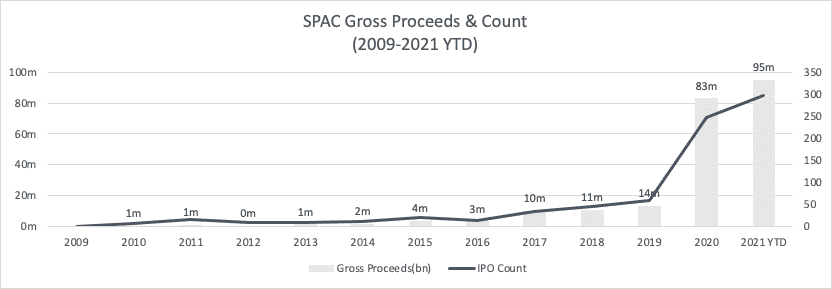 SPAC Gross Proceeds & Count
(2009-2021 YTD)
100m
80m
60m
40m
20m
0m
350
300
250
200
150
100
50
0
1m
1m
0m
1m
2m
4m
3m
10m
11m
14m
83m
95m
2009 2010 2011 2012 2013 2014 2015 2016 2017 2018 2019 2020 2021 YTD
Gross Proceeds(bn) IPO Count